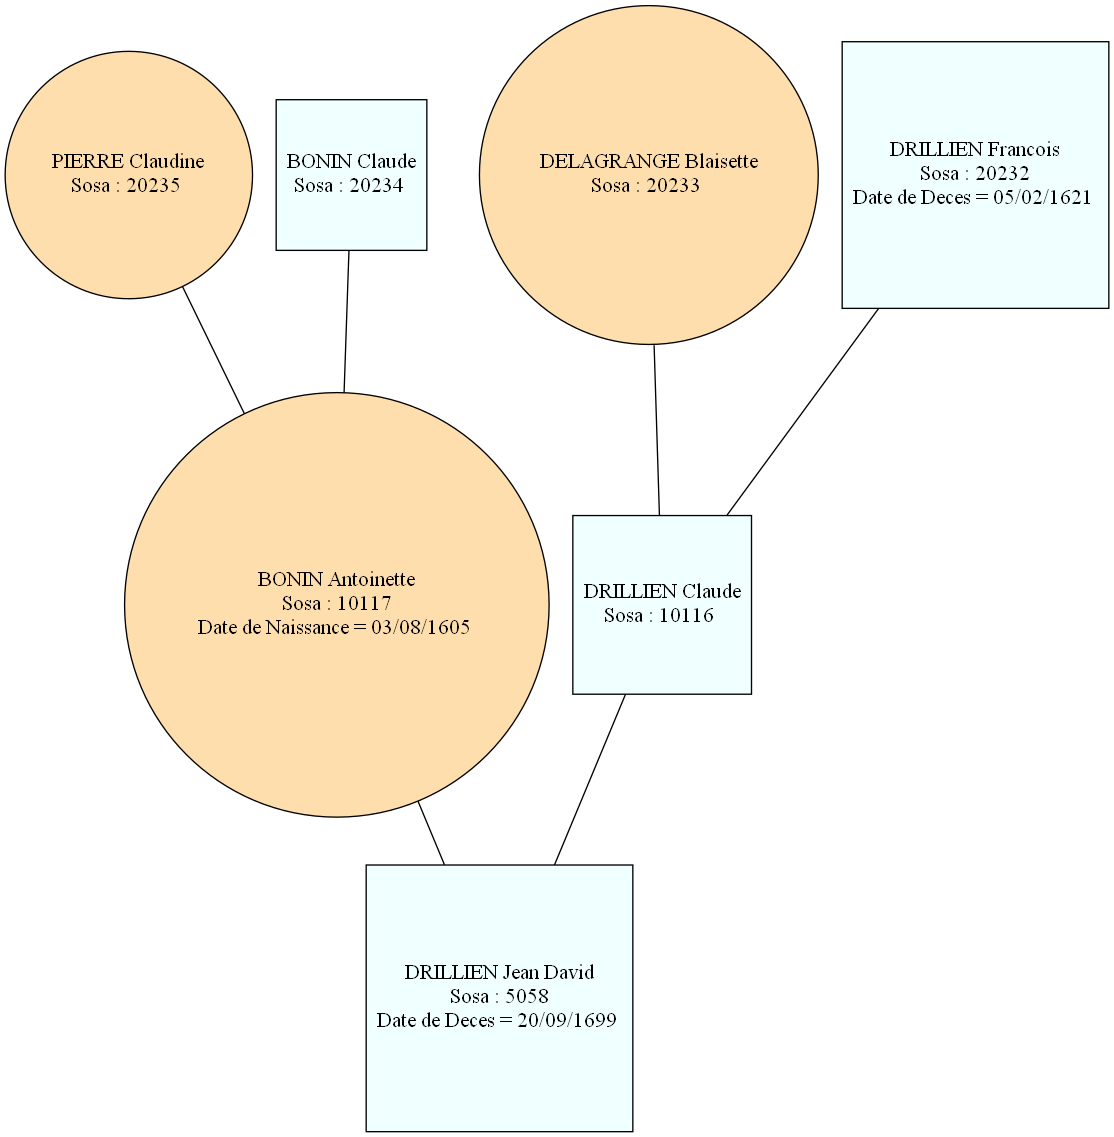 PIERRE Claudine
Sosa : 20235
BONIN Claude
Sosa : 20234
DELAGRANGE Blaisette
Sosa : 20233
DRILLIEN Francois
Sosa : 20232
Date de Deces = 05/02/1621
BONIN Antoinette
Sosa : 10117
Date de Naissance = 03/08/1605
DRILLIEN Claude
Sosa : 10116
DRILLIEN Jean David
Sosa : 5058
Date de Deces = 20/09/1699